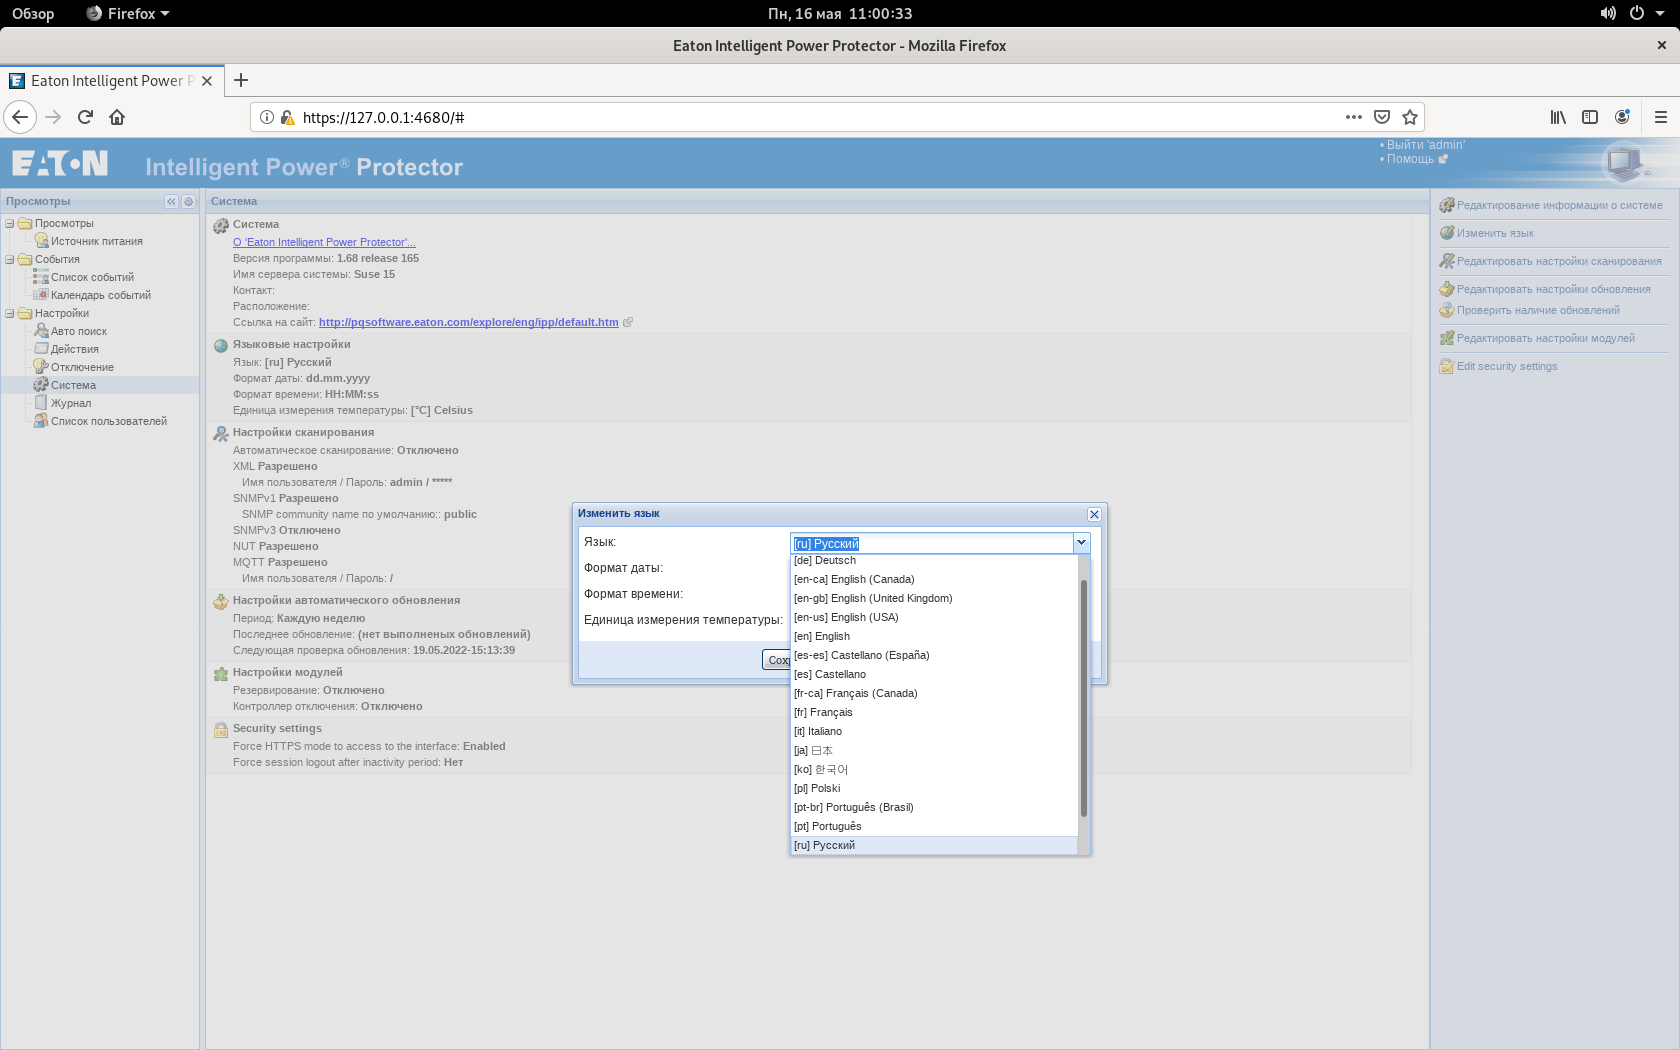 Обзор
Firefox
Пн, 16 мая 11:00:33
Eaton Intelligent Power Protector - Mozilla Firefox
Eaton Intelligent Power P
https://127.0.0.1:4680/#
EATON
Intelligent Power® Protector
• Выйти 'admin'
• Помощь
Просмотры
Просмотры
Источник питания
События
Список событий
Календарь событий
Настройки
Авто поиск
Действия
Отключение
Система
Журнал
Список пользователей
Система
Система
О 'Eaton Intelligent Power Protector'...
Версия программы: 1.68 release 165
Имя сервера системы: Suse 15
Контакт:
Расположение:
Ссылка на сайт: http://pqsoftware.eaton.com/explore/eng/ipp/default.htm
Языковые настройки
Язык: [ru] Русский
Формат даты: dd.mm.yyyy
Формат времени: HH:MM:ss
Единица измерения температуры: [°C] Celsius
Настройки сканирования
Автоматическое сканирование: Отключено
XML Разрешено
Имя пользователя / Пароль: admin / *****
SNMPv1 Разрешено
SNMP community name по умолчанию:: public
SNMPv3 Отключено
NUT Разрешено
MQTT Разрешено
Имя пользователя / Пароль: /
Настройки автоматического обновления
Период: Каждую неделю
Последнее обновление: (нет выполненых обновлений)
Следующая проверка обновления: 19.05.2022-15:13:39
Настройки модулей
Резервирование: Отключено
Контроллер отключения: Отключено
Security settings
Force HTTPS mode to access to the interface: Enabled
Force session logout after inactivity period: Нет
Изменить язык
Язык:
[ru] Русский
Формат даты:
Формат времени:
Единица измерения температуры:
Сохр
[de] Deutsch
[en-ca] English (Canada)
[en-gb] English (United Kingdom)
[en-us] English (USA)
[en] English
[es-es] Castellano (España)
[es] Castellano
[fr-ca] Français (Canada)
[fr] Français
[it] Italiano
[ja] 日本
[ko] 한국어
[pl] Polski
[pt-br] Português (Brasil)
[pt] Português
[ru] Русский
Редактирование информации о системе
Изменить язык
Редактировать настройки сканирования
Редактировать настройки обновления
Проверить наличие обновлений
Редактировать настройки модулей
Edit security settings